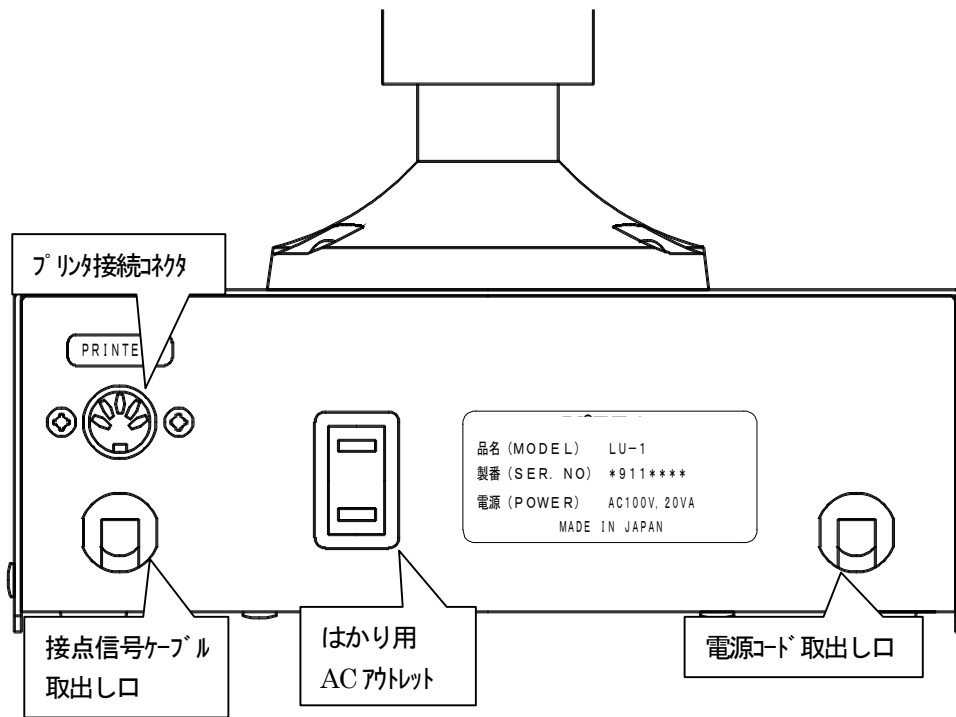 プリンタ接続コネクタ
PRINTE
品名(MODEL) LU-1
製番(SER. NO) *911****
電源(POWER) AC100V, 20VA
MADE IN JAPAN
接点信号ケーブル
取出し口
はかり用
ACアウトレット
電源コード取出し口